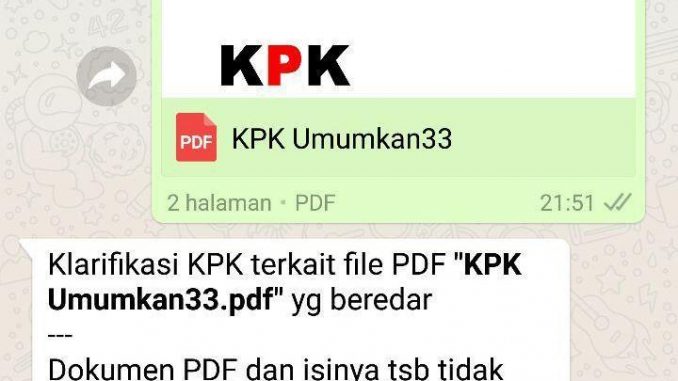 KPK
PDF KPK Umumkan33
2 halaman • PDF 21:51
Klarifikasi KPK terkait file PDF "KPK
Umumkan33.pdf" yg beredar
---
Dokumen PDF dan isinya tsb tidak